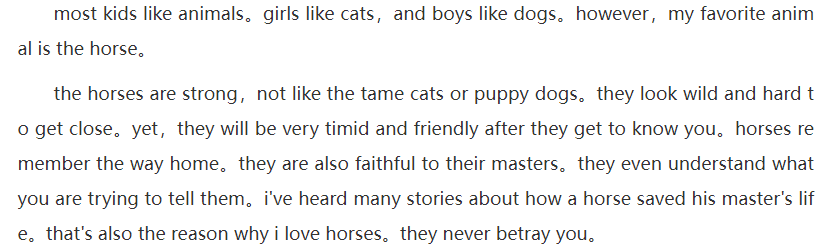 most kids like animals。girls like cats，and boys like dogs。however，my favorite anim
al is the horse。
the horses are strong，not like the tame cats or puppy dogs。they look wild and hard t
o get close。yet，they will be very timid and friendly after they get to know you。horses re
member the way home。they are also faithful to their masters。they even understand what
you are trying to tell them。i've heard many stories about how a horse saved his master's lif
e。that's also the reason why i love horses。they never betray you。